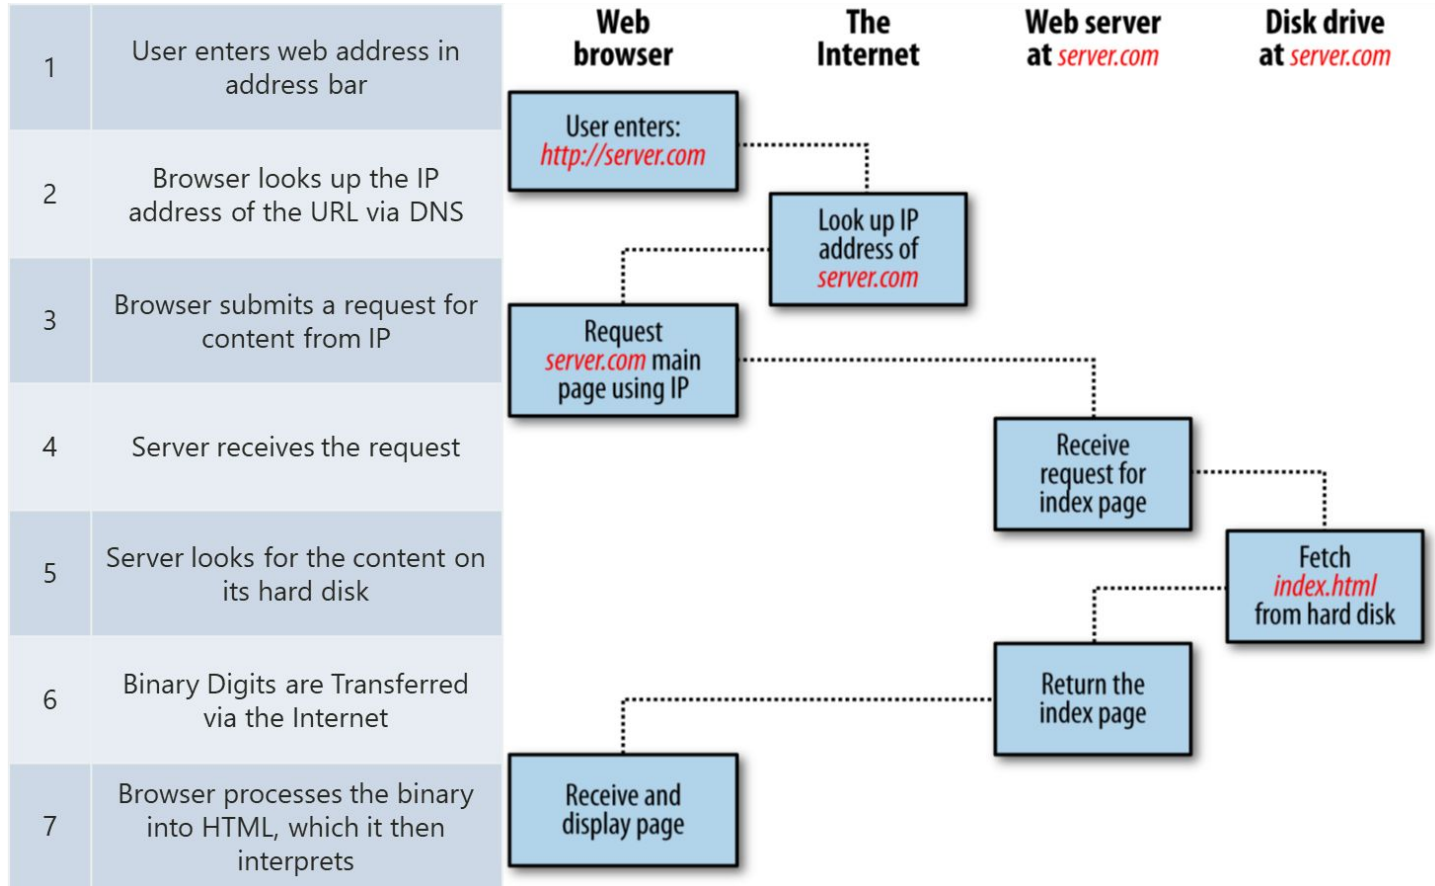 1
User enters web address in
address bar
2
Browser looks up the IP
address of the URL via DNS
3
Browser submits a request for
content from IP
4
Server receives the request
5
Server looks for the content on
its hard disk
6
Binary Digits are Transferred
via the Internet
7
Browser processes the binary
into HTML, which it then
interprets
Web
browser
The
Internet
Web server
at server.com
Disk drive
at server.com
User enters:
http://server.com
Look up IP
address of
server.com
Request
server.com main
page using IP
Receive
request for
index page
Fetch
index.html
from hard disk
Return the
index page
Receive and
display page